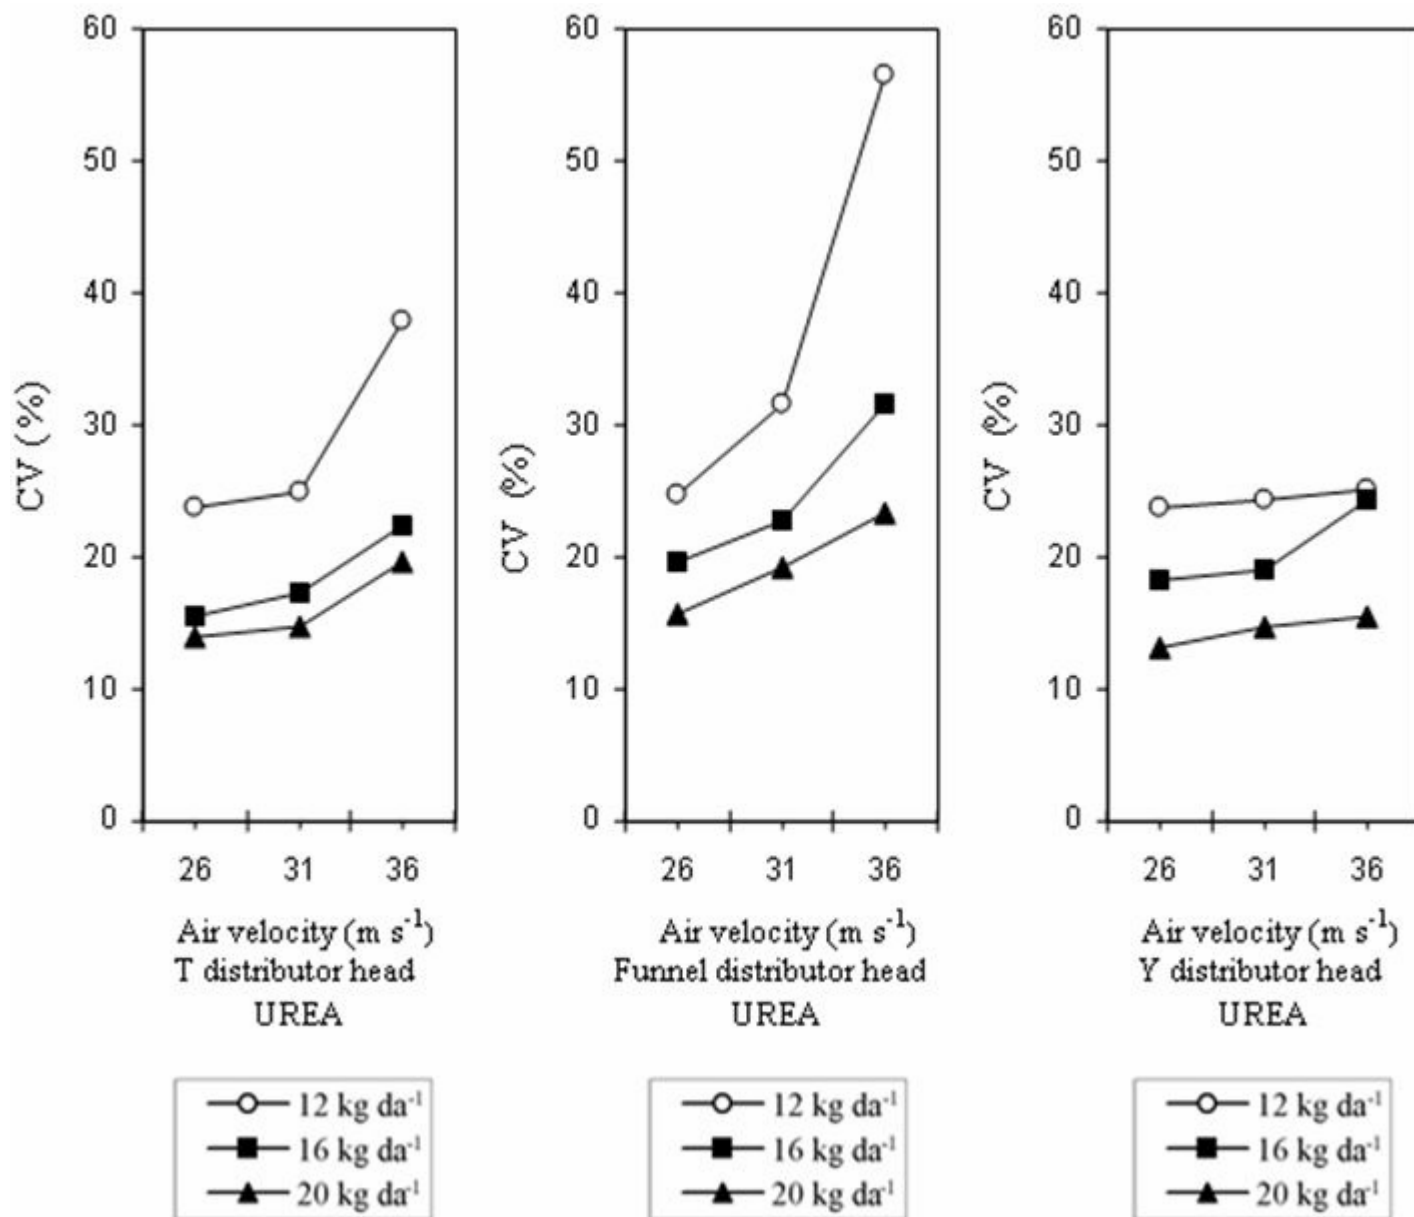 60
50
40
30
20
10
0
CV (%)
26 31 36
Air velocity (m s-1)
T distributor head
UREA
12 kg da-1
16 kg da-1
20 kg da-1
60
50
40
30
20
10
0
CV (%)
26 31 36
Air velocity (m s-1)
Funnel distributor head
UREA
12 kg da-1
16 kg da-1
20 kg da-1
60
50
40
30
20
10
0
CV (%)
26 31 36
Air velocity (m s-1)
Y distributor head
UREA
12 kg da-1
16 kg da-1
20 kg da-1